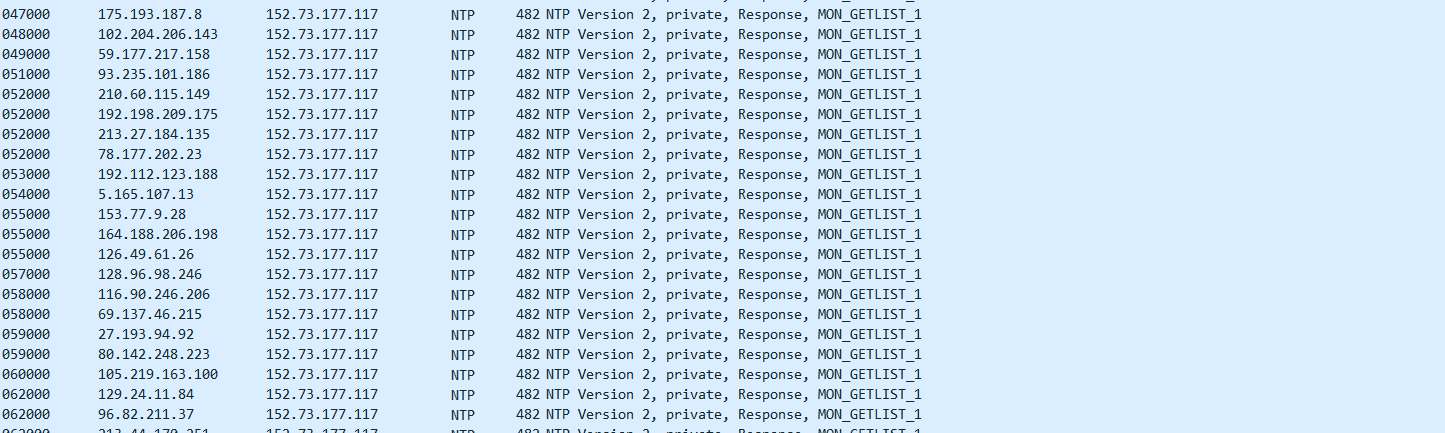 047000 175.193.187.8 152.73.177.117 NTP 482 NTP Version 2, private, Response, MON_GETLIST_1
048000 102.204.206.143 152.73.177.117 NTP 482 NTP Version 2, private, Response, MON_GETLIST_1
049000 59.177.217.158 152.73.177.117 NTP 482 NTP Version 2, private, Response, MON_GETLIST_1
051000 93.235.101.186 152.73.177.117 NTP 482 NTP Version 2, private, Response, MON_GETLIST_1
052000 210.60.115.149 152.73.177.117 NTP 482 NTP Version 2, private, Response, MON_GETLIST_1
052000 192.198.209.175 152.73.177.117 NTP 482 NTP Version 2, private, Response, MON_GETLIST_1
052000 213.27.184.135 152.73.177.117 NTP 482 NTP Version 2, private, Response, MON_GETLIST_1
052000 78.177.202.23 152.73.177.117 NTP 482 NTP Version 2, private, Response, MON_GETLIST_1
053000 192.112.123.188 152.73.177.117 NTP 482 NTP Version 2, private, Response, MON_GETLIST_1
054000 5.165.107.13 152.73.177.117 NTP 482 NTP Version 2, private, Response, MON_GETLIST_1
055000 153.77.9.28 152.73.177.117 NTP 482 NTP Version 2, private, Response, MON_GETLIST_1
055000 164.188.206.198 152.73.177.117 NTP 482 NTP Version 2, private, Response, MON_GETLIST_1
055000 126.49.61.26 152.73.177.117 NTP 482 NTP Version 2, private, Response, MON_GETLIST_1
057000 128.96.98.246 152.73.177.117 NTP 482 NTP Version 2, private, Response, MON_GETLIST_1
058000 116.90.246.206 152.73.177.117 NTP 482 NTP Version 2, private, Response, MON_GETLIST_1
058000 69.137.46.215 152.73.177.117 NTP 482 NTP Version 2, private, Response, MON_GETLIST_1
059000 27.193.94.92 152.73.177.117 NTP 482 NTP Version 2, private, Response, MON_GETLIST_1
059000 80.142.248.223 152.73.177.117 NTP 482 NTP Version 2, private, Response, MON_GETLIST_1
060000 105.219.163.100 152.73.177.117 NTP 482 NTP Version 2, private, Response, MON_GETLIST_1
062000 129.24.11.84 152.73.177.117 NTP 482 NTP Version 2, private, Response, MON_GETLIST_1
062000 96.82.211.37 152.73.177.117 NTP 482 NTP Version 2, private, Response, MON_GETLIST_1
152.73.177.117 NTP 482 NTP Version 2, private, Response, MON_GETLIST_1